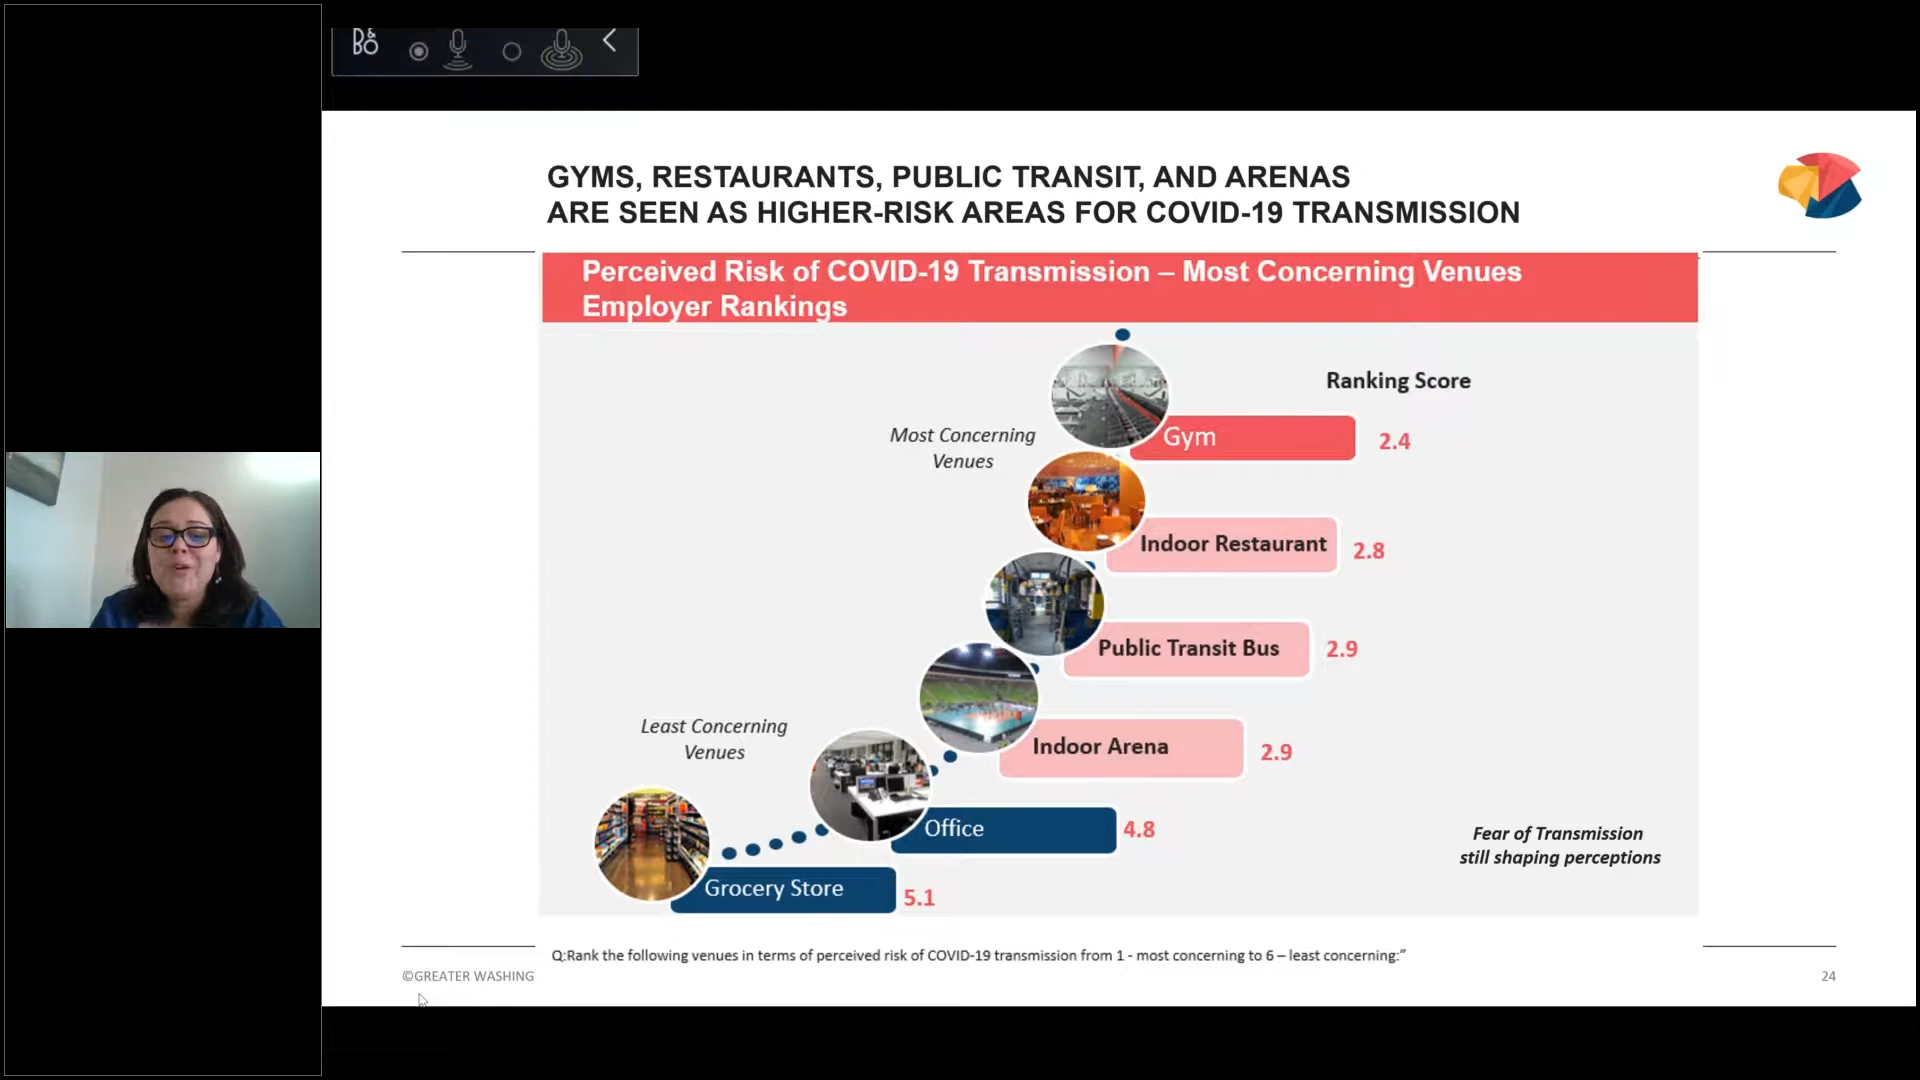 B&
BO
GYMS, RESTAURANTS, PUBLIC TRANSIT, AND ARENAS
ARE SEEN AS HIGHER-RISK AREAS FOR COVID-19 TRANSMISSION
Perceived Risk of COVID-19 Transmission – Most Concerning Venues
Employer Rankings
Ranking Score
Most Concerning
Venues
Gym 2.4
Indoor Restaurant 2.8
Public Transit Bus 2.9
Indoor Arena 2.9
Least Concerning
Venues
Office 4.8
Grocery Store 5.1
Fear of Transmission
still shaping perceptions
Q:Rank the following venues in terms of perceived risk of COVID-19 transmission from 1 - most concerning to 6 – least concerning:”
©GREATER WASHING
24